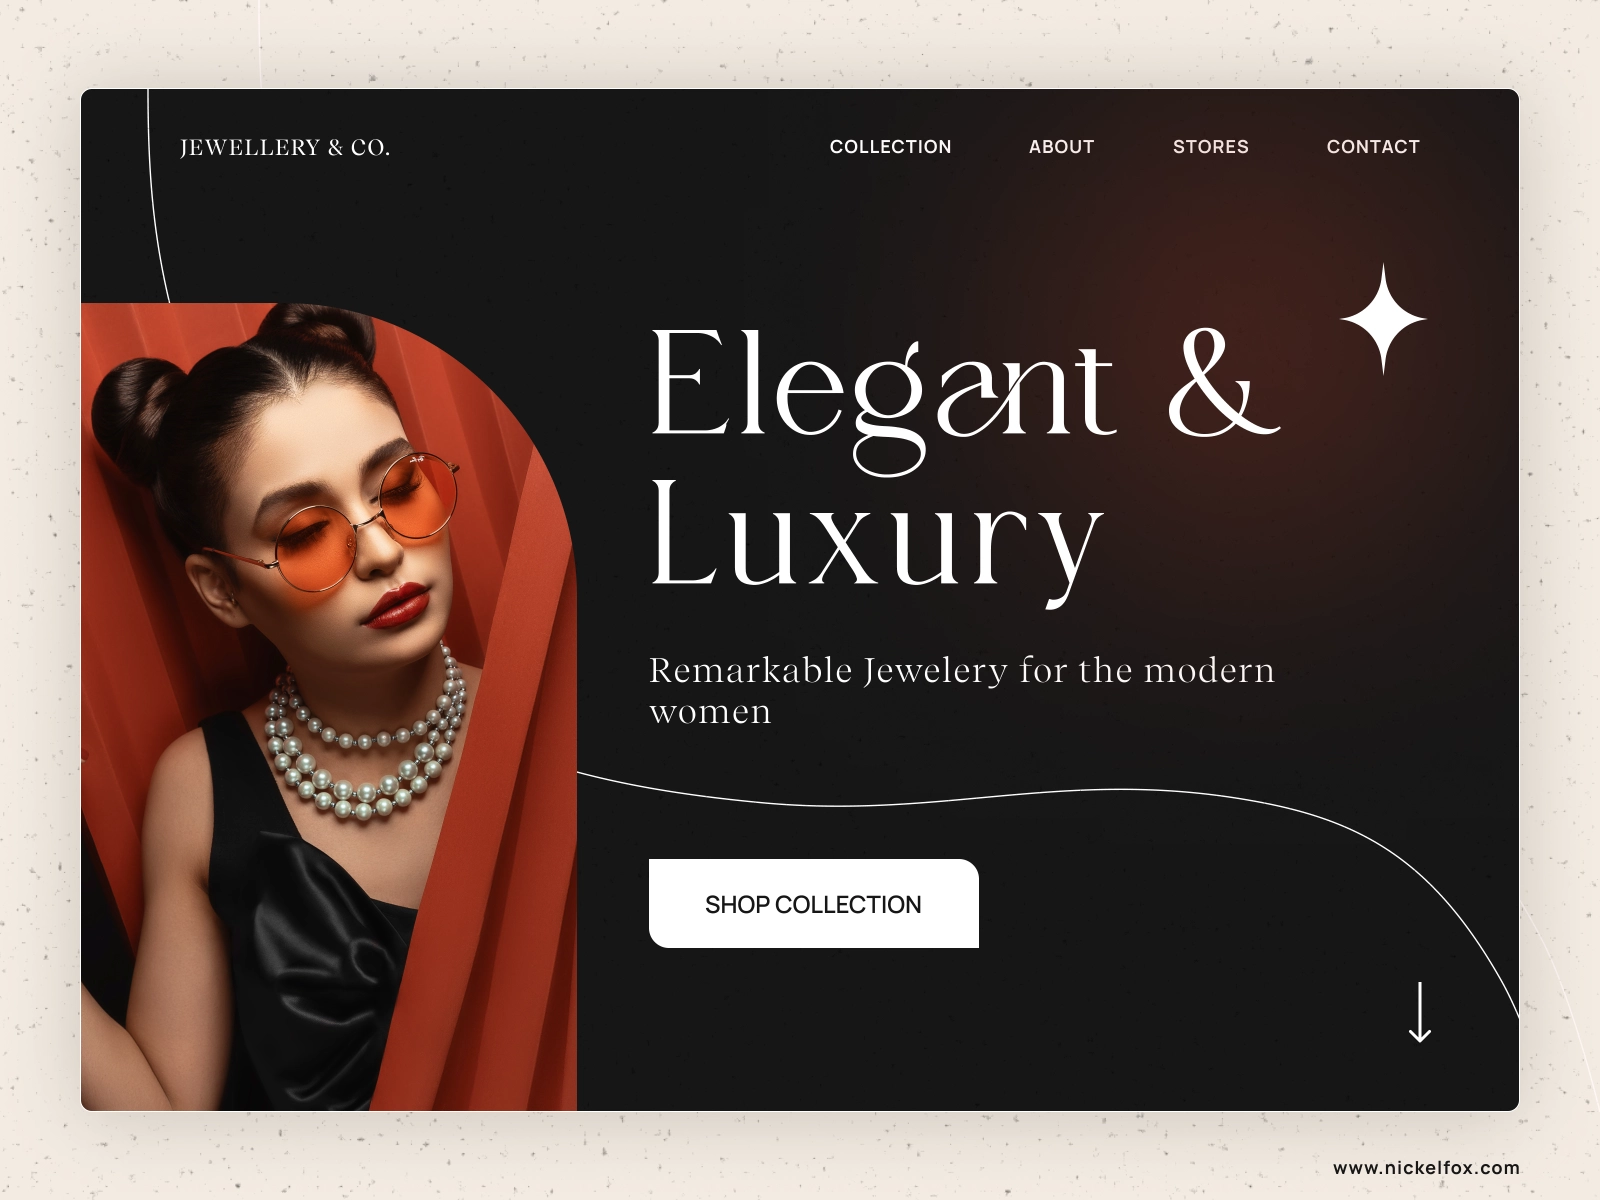 JEWELLERY & CO.
COLLECTION ABOUT STORES CONTACT
Elegant &
Luxury
Remarkable Jewelery for the modern
women
SHOP COLLECTION
www.nickelfox.com